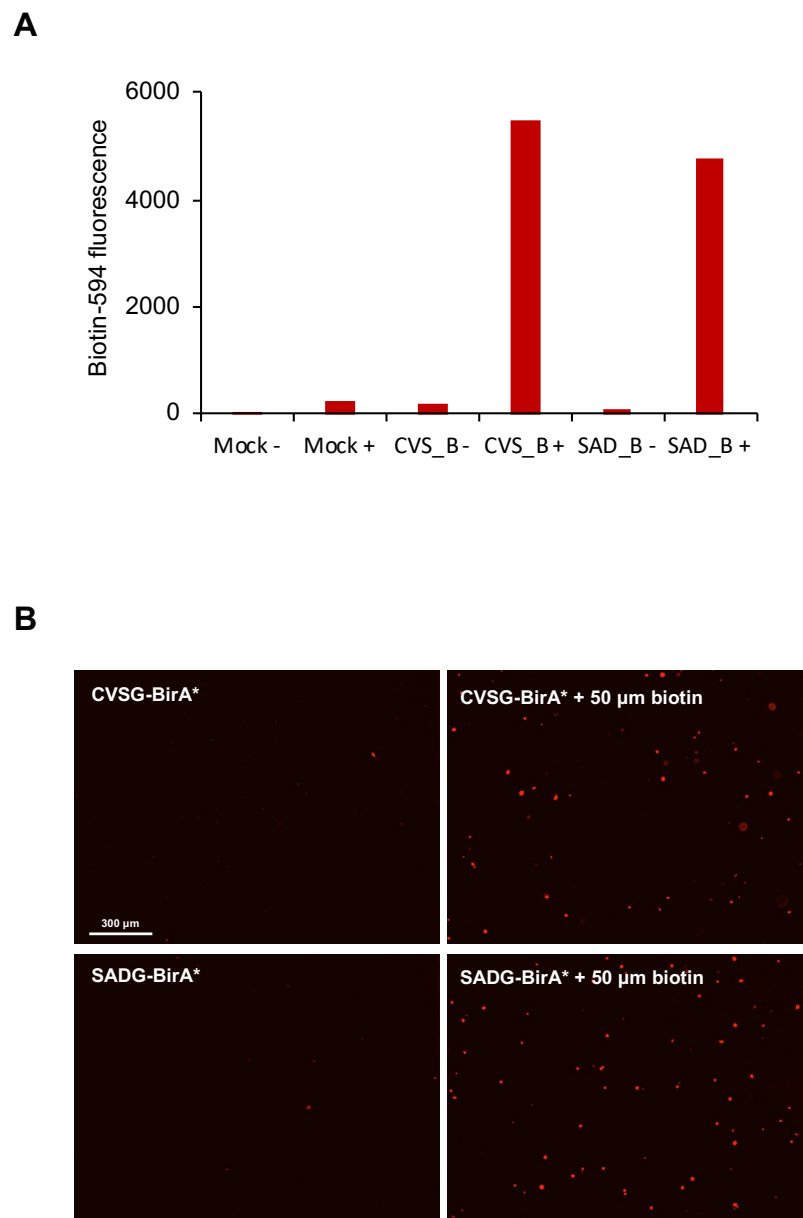 A
6000
4000
2000
0
Biotin-594 fluorescence
Mock - Mock + CVS_B - CVS_B + SAD_B - SAD_B +
B
CVSG-BirA*
CVSG-BirA* + 50 µm biotin
300 µm
SADG-BirA*
SADG-BirA* + 50 µm biotin